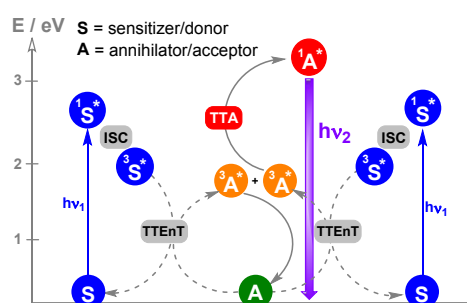 E / eV
S = sensitizer/donor
A = annihilator/acceptor
3
2
1
¹S*
ISC
³S*
hν₁
TTEnT
S
TTA
¹A*
hν₂
³A* + ³A*
A
¹S*
ISC
³S*
hν₁
TTEnT
S